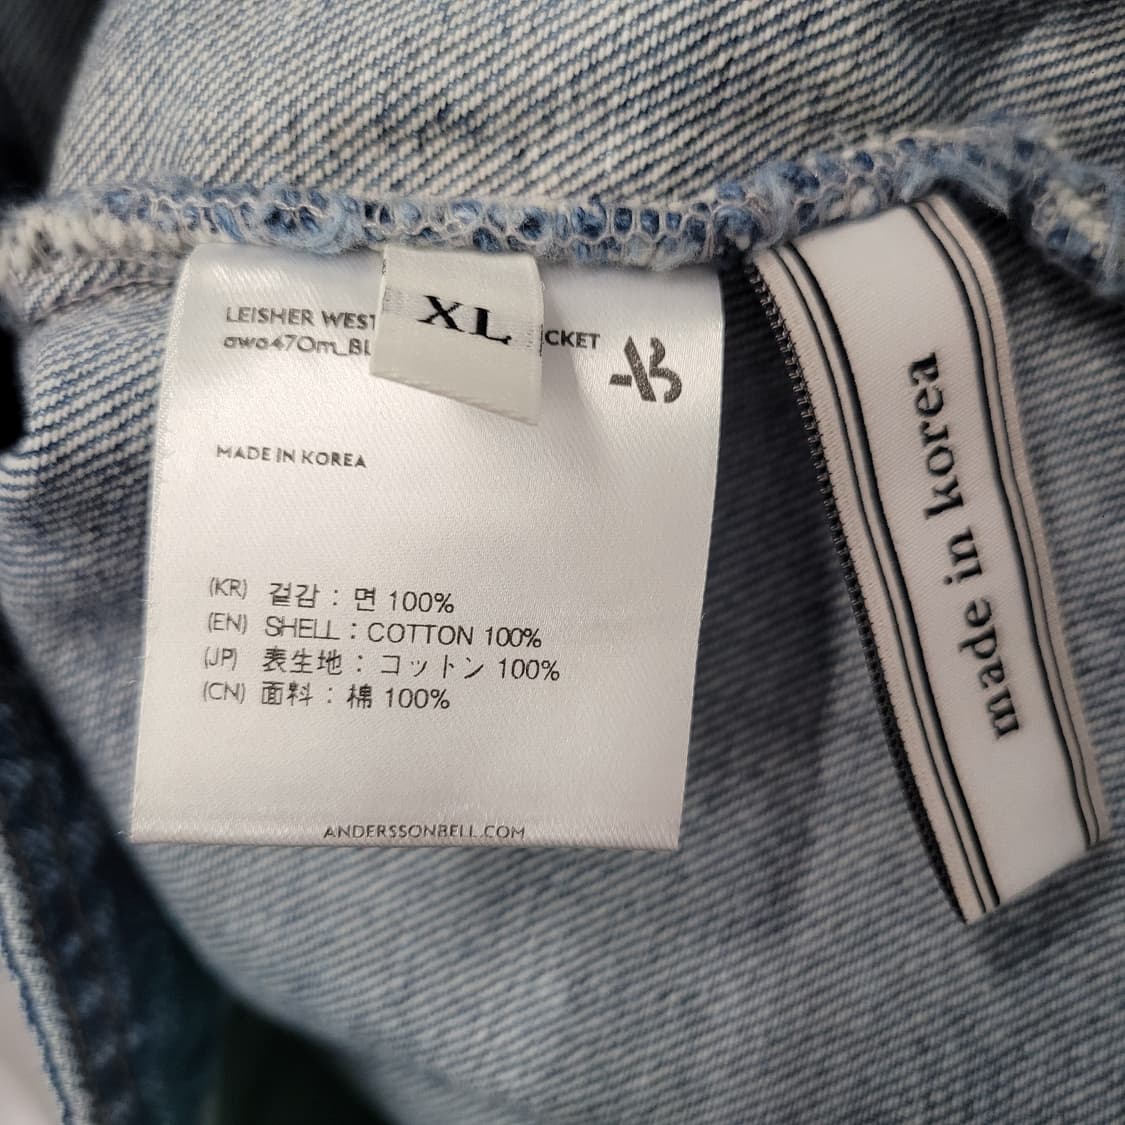 LEISHER WEST
CKET
awa470m_BL
XL
AB
MADE IN KOREA
(KR) 겉감 : 면 100%
(EN) SHELL : COTTON 100%
(JP) 表生地 : コットン 100%
(CN) 面料 : 棉 100%
ANDERSSONBELL.COM
made in korea